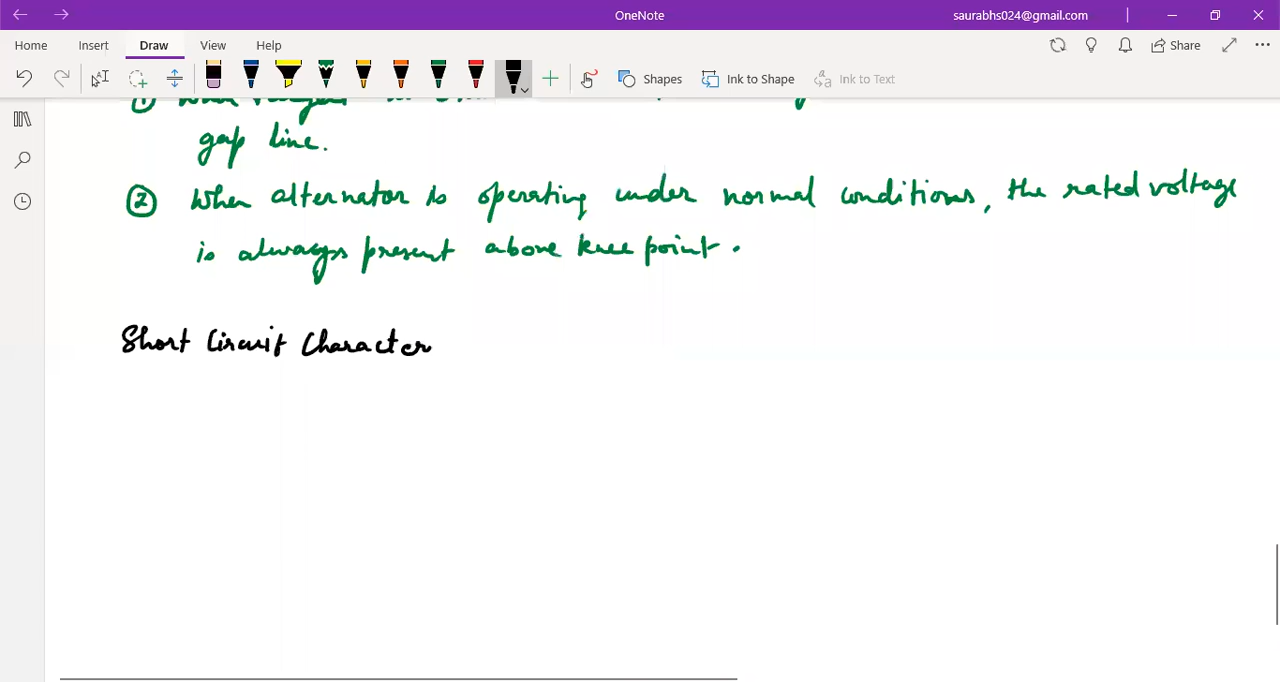 OneNote
saurabhs024@gmail.com
Home Insert Draw View Help
Share
Shapes
Ink to Shape
Ink to Text
gap line.
② When alternator is operating under normal conditions, the rated voltage
is always present above knee point.
Short Circuit Character